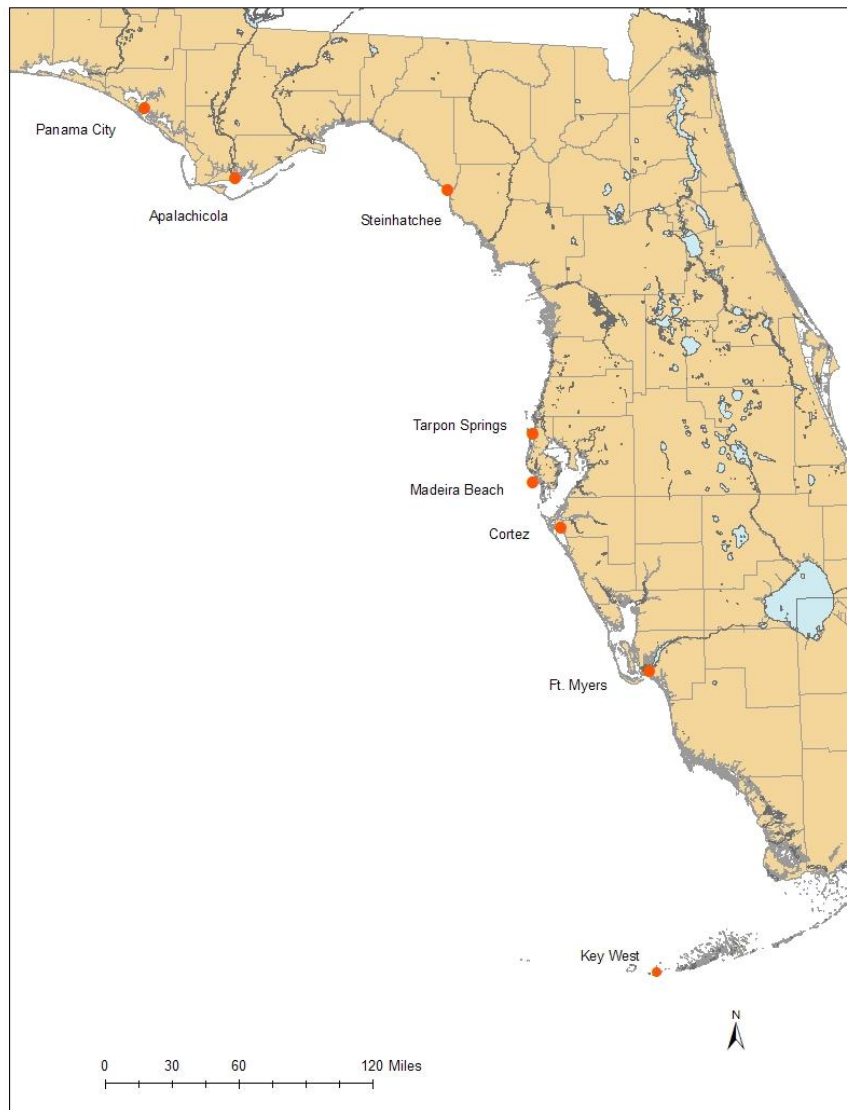 Panama City
Apalachicola
Steinhatchee
Tarpon Springs
Madeira Beach
Cortez
Ft. Myers
Key West
N
0 30 60 120 Miles